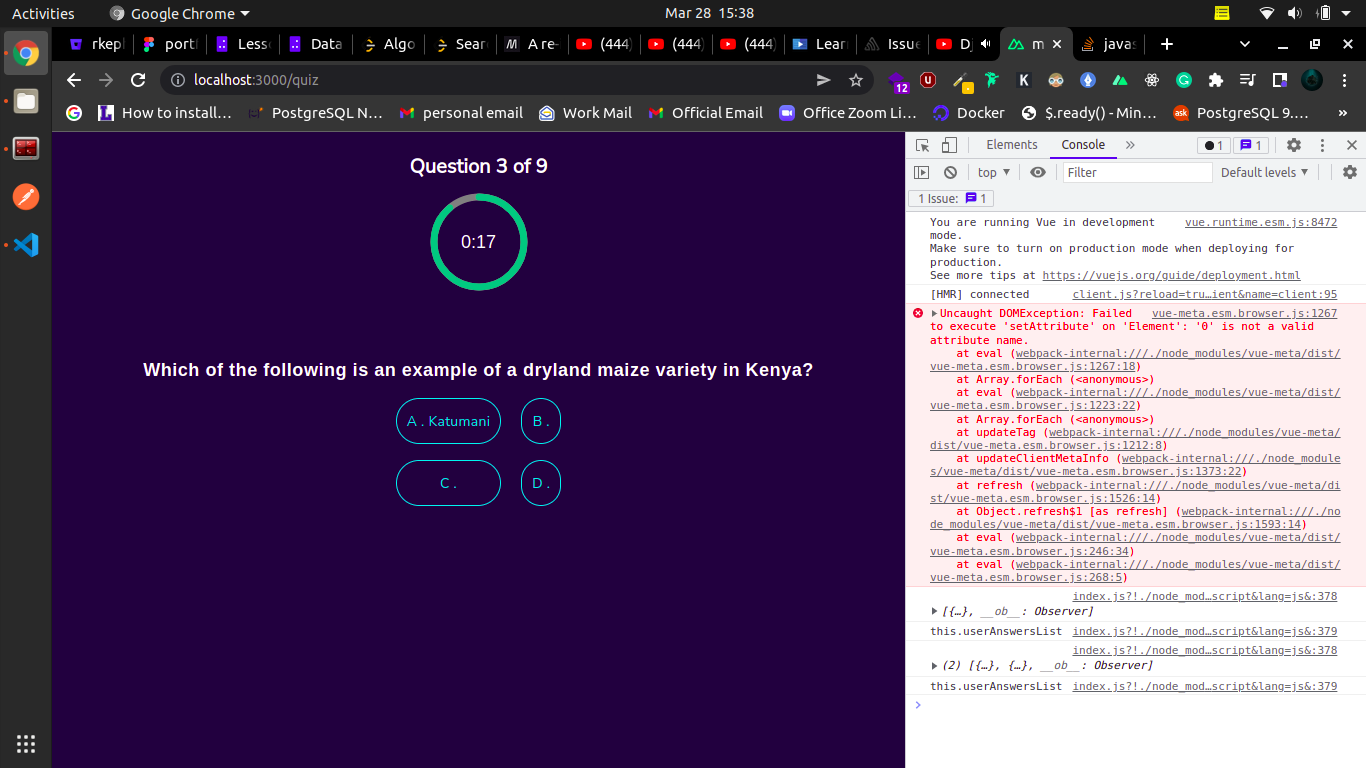 Activities
Google Chrome
Mar 28 15:38
rkepl
portf
Less
Data
Algo
Sear
A re-
(444)
(444)
(444)
Learn
Issue
D
m
javas
localhost:3000/quiz
12
How to install…
PostgreSQL N…
personal email
Work Mail
Official Email
Office Zoom Li…
Docker
$.ready() - Min…
PostgreSQL 9.…
»
Question 3 of 9
0:17
Which of the following is an example of a dryland maize variety in Kenya?
A . Katumani
B .
C .
D .
Elements
Console
»
1
1
top
Filter
Default levels
1 Issue: 1
You are running Vue in development vue.runtime.esm.js:8472
mode.
Make sure to turn on production mode when deploying for
production.
See more tips at https://vuejs.org/guide/deployment.html
[HMR] connected client.js?reload=tru…ient&name=client:95
Uncaught DOMException: Failed vue-meta.esm.browser.js:1267
to execute 'setAttribute' on 'Element': '0' is not a valid
attribute name.
at eval (webpack-internal:///./node_modules/vue-meta/dist/
vue-meta.esm.browser.js:1267:18)
at Array.forEach (<anonymous>)
at eval (webpack-internal:///./node_modules/vue-meta/dist/
vue-meta.esm.browser.js:1223:22)
at Array.forEach (<anonymous>)
at updateTag (webpack-internal:///./node_modules/vue-meta/
dist/vue-meta.esm.browser.js:1212:8)
at updateClientMetaInfo (webpack-internal:///./node_module
s/vue-meta/dist/vue-meta.esm.browser.js:1373:22)
at refresh (webpack-internal:///./node_modules/vue-meta/di
st/vue-meta.esm.browser.js:1526:14)
at Object.refresh$1 [as refresh] (webpack-internal:///./no
de_modules/vue-meta/dist/vue-meta.esm.browser.js:1593:14)
at eval (webpack-internal:///./node_modules/vue-meta/dist/
vue-meta.esm.browser.js:246:34)
at eval (webpack-internal:///./node_modules/vue-meta/dist/
vue-meta.esm.browser.js:268:5)
index.js?!./node_mod…script&lang=js&:378
[{…}, __ob__: Observer]
this.userAnswersList index.js?!./node_mod…script&lang=js&:379
index.js?!./node_mod…script&lang=js&:378
(2) [{…}, {…}, __ob__: Observer]
this.userAnswersList index.js?!./node_mod…script&lang=js&:379